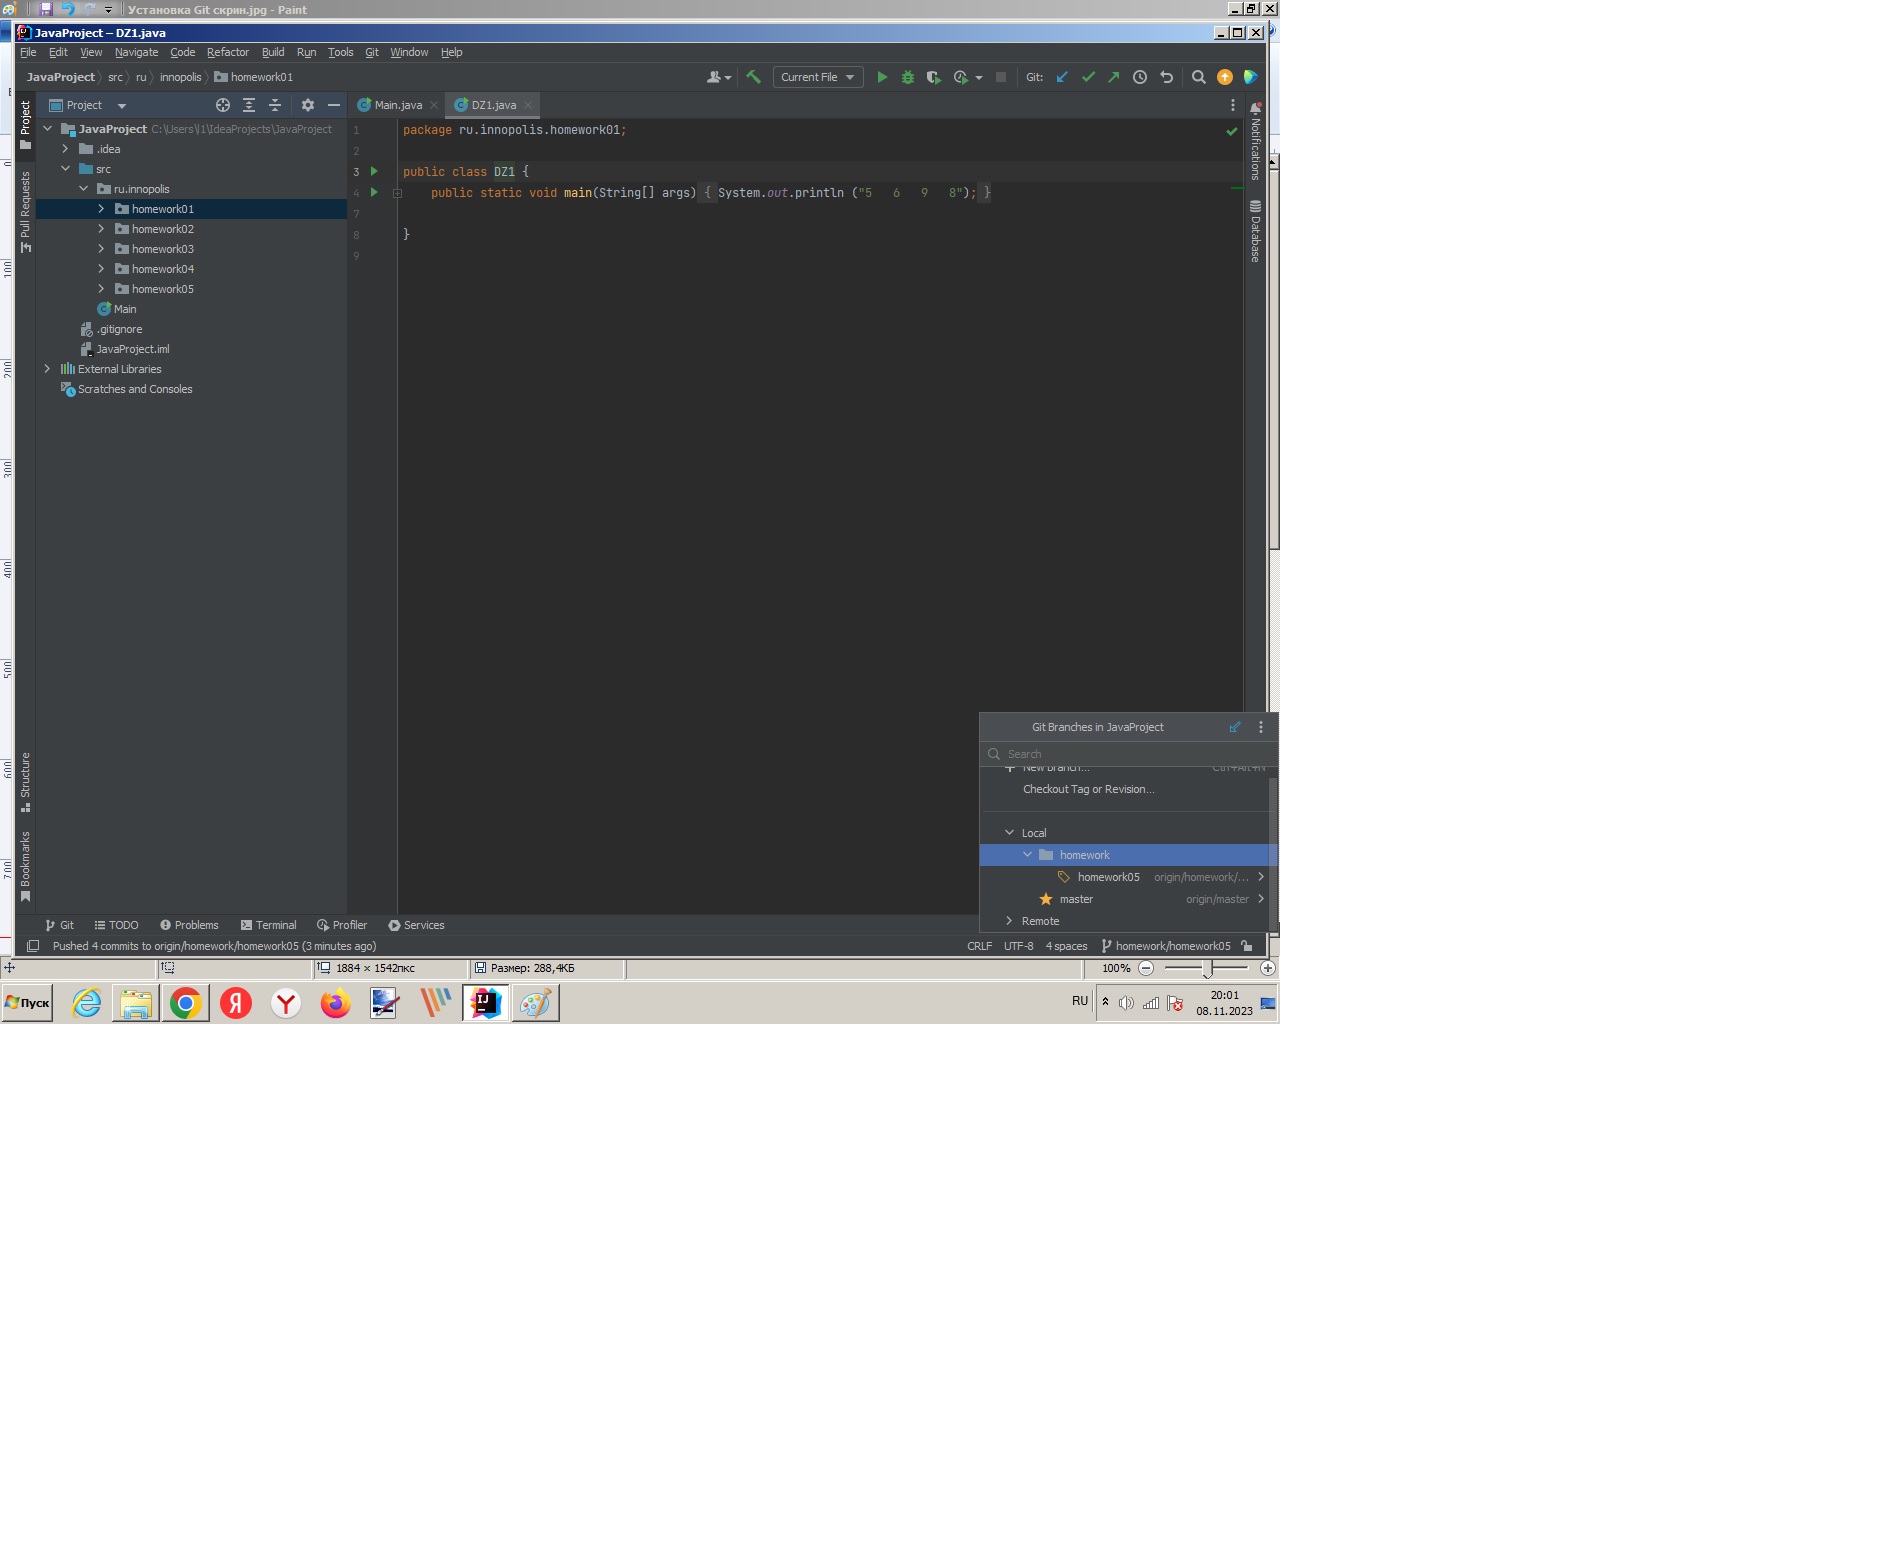 Установка Git скрин.jpg - Paint
JavaProject – DZ1.java
File Edit View Navigate Code Refactor Build Run Tools Git Window Help
JavaProject src ru innopolis homework01
Current File
Git:
Project
Main.java
DZ1.java
JavaProject C:\Users\l1\IdeaProjects\JavaProject
.idea
src
ru.innopolis
homework01
homework02
homework03
homework04
homework05
Main
.gitignore
JavaProject.iml
External Libraries
Scratches and Consoles
Project
Pull Requests
Structure
Bookmarks
1 package ru.innopolis.homework01;
2
3 public class DZ1 {
4 public static void main(String[] args) { System.out.println ("5   6   9   8"); }
7
8 }
9
Notifications
Database
Git Branches in JavaProject
Search
New Branch... Ctrl+Alt+N
Checkout Tag or Revision...
Local
homework
homework05 origin/homework/...
master origin/master
Remote
Git TODO Problems Terminal Profiler Services
Pushed 4 commits to origin/homework/homework05 (3 minutes ago)
CRLF UTF-8 4 spaces homework/homework05
0
100
200
300
400
500
600
700
1884 × 1542пкс
Размер: 288,4КБ
100%
Пуск
RU
20:01
08.11.2023